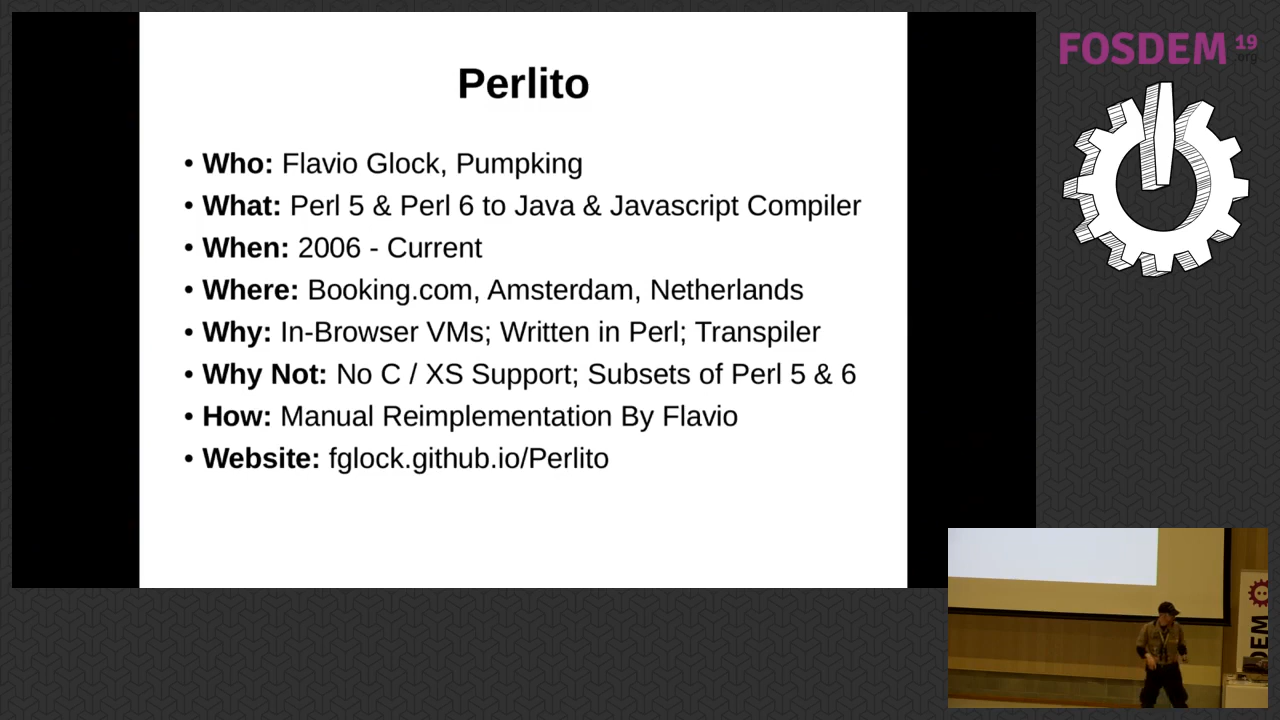 Perlito
• Who: Flavio Glock, Pumpking
• What: Perl 5 & Perl 6 to Java & Javascript Compiler
• When: 2006 - Current
• Where: Booking.com, Amsterdam, Netherlands
• Why: In-Browser VMs; Written in Perl; Transpiler
• Why Not: No C / XS Support; Subsets of Perl 5 & 6
• How: Manual Reimplementation By Flavio
• Website: fglock.github.io/Perlito
FOSDEM 19
.org
DEM